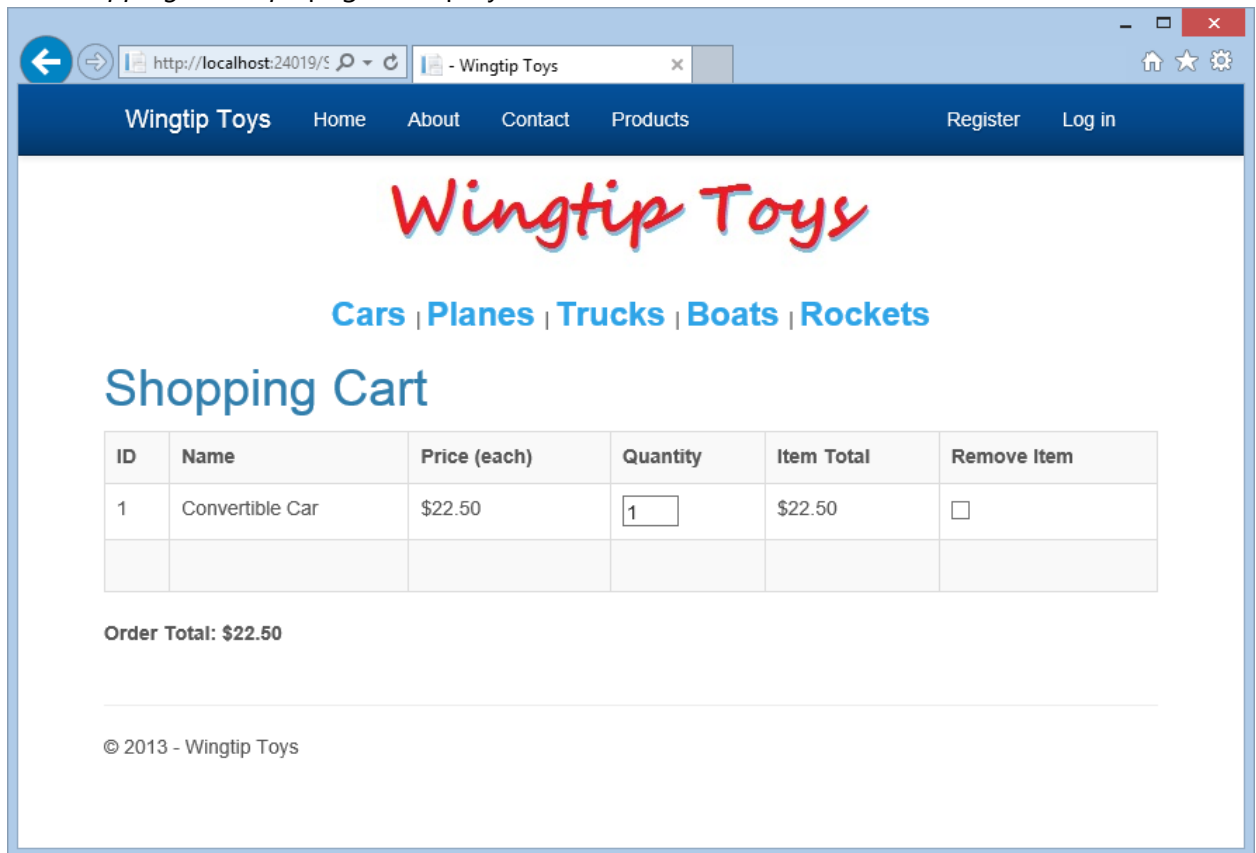 http://localhost:24019/S
- Wingtip Toys
Wingtip Toys Home About Contact Products Register Log in
Wingtip Toys
Cars | Planes | Trucks | Boats | Rockets
Shopping Cart
ID Name Price (each) Quantity Item Total Remove Item
1 Convertible Car $22.50 1 $22.50
Order Total: $22.50
© 2013 - Wingtip Toys